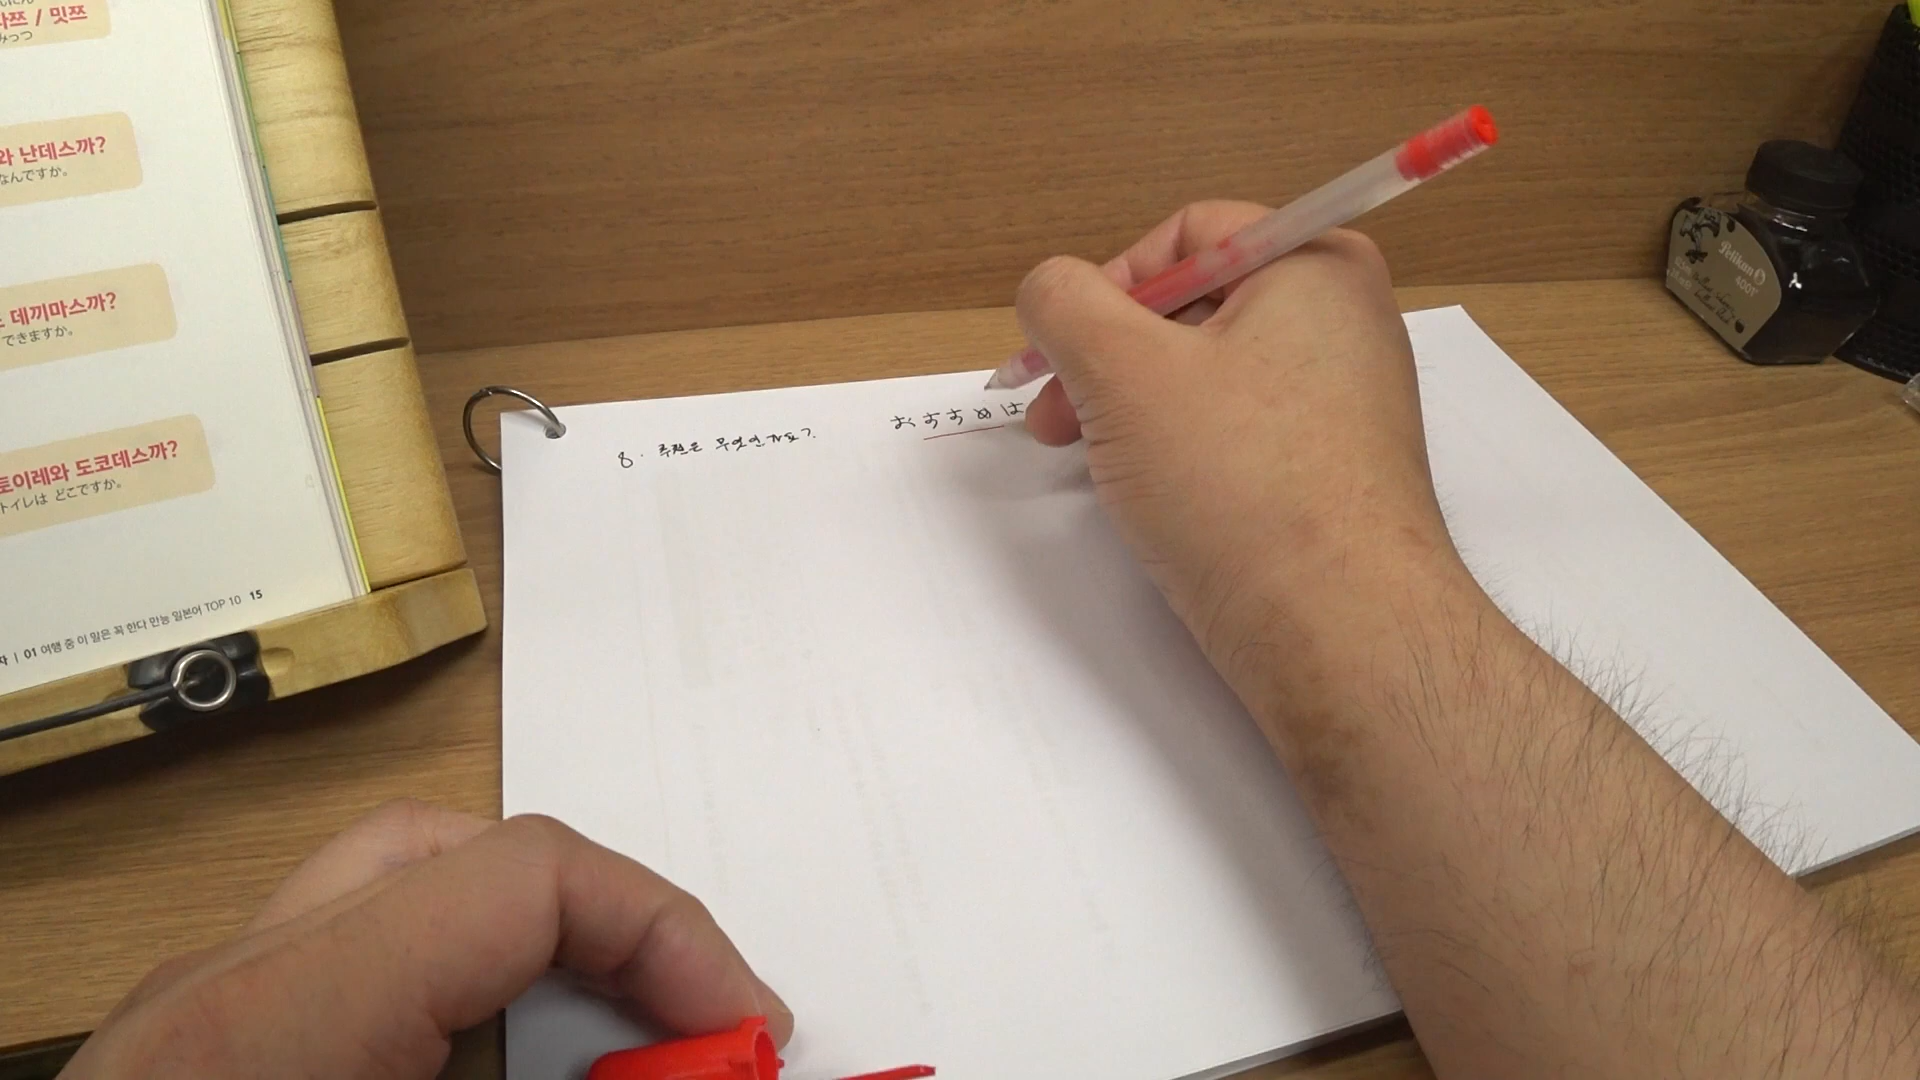 짜쯔 / 밋쯔
みっつ
와 난데스까?
なんですか。
데끼마스까?
できますか。
토이레와 도코데스까?
トイレは どこですか。
01 여행 중 이 말은 꼭 한다 만능 일본어 TOP 10 15
8. 추천은 무엇인가요?
おすすめは
Pelikan
4001